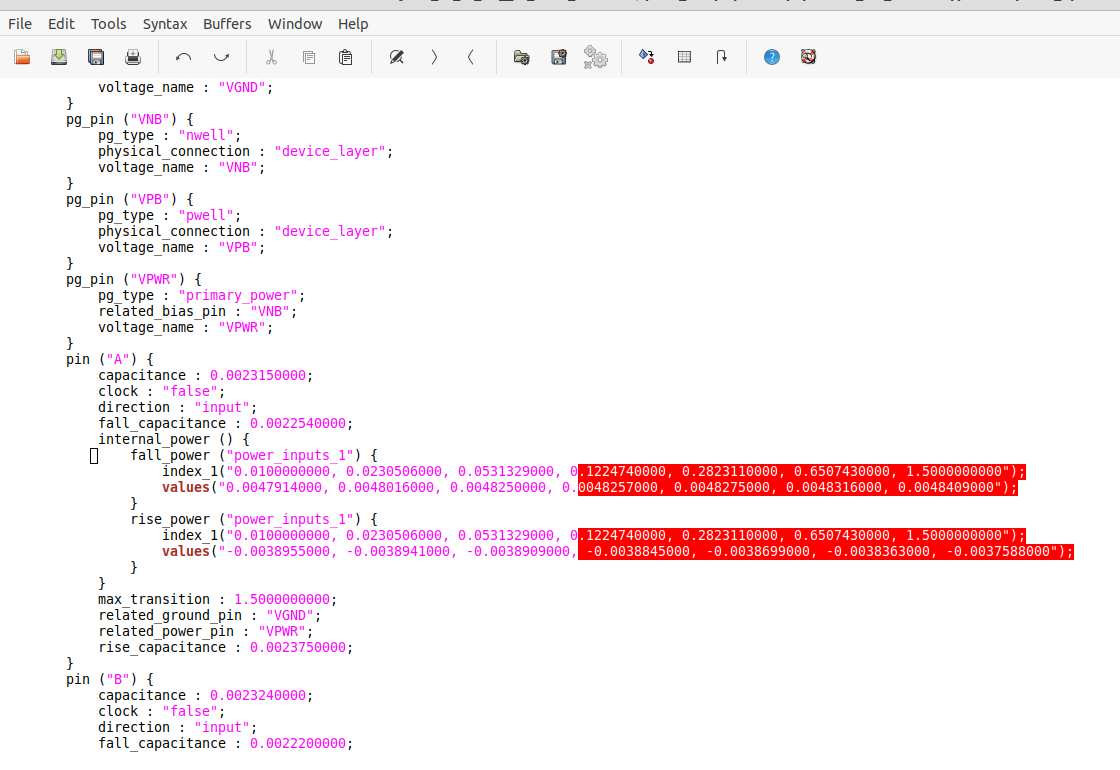 File Edit Tools Syntax Buffers Window Help
voltage_name : "VGND";
}
pg_pin ("VNB") {
pg_type : "nwell";
physical_connection : "device_layer";
voltage_name : "VNB";
}
pg_pin ("VPB") {
pg_type : "pwell";
physical_connection : "device_layer";
voltage_name : "VPB";
}
pg_pin ("VPWR") {
pg_type : "primary_power";
related_bias_pin : "VNB";
voltage_name : "VPWR";
}
pin ("A") {
capacitance : 0.0023150000;
clock : "false";
direction : "input";
fall_capacitance : 0.0022540000;
internal_power () {
fall_power ("power_inputs_1") {
index_1("0.0100000000, 0.0230506000, 0.0531329000, 0.1224740000, 0.2823110000, 0.6507430000, 1.5000000000");
values("0.0047914000, 0.0048016000, 0.0048250000, 0.0048257000, 0.0048275000, 0.0048316000, 0.0048409000");
}
rise_power ("power_inputs_1") {
index_1("0.0100000000, 0.0230506000, 0.0531329000, 0.1224740000, 0.2823110000, 0.6507430000, 1.5000000000");
values("-0.0038955000, -0.0038941000, -0.0038909000, -0.0038845000, -0.0038699000, -0.0038363000, -0.0037588000");
}
}
max_transition : 1.5000000000;
related_ground_pin : "VGND";
related_power_pin : "VPWR";
rise_capacitance : 0.0023750000;
}
pin ("B") {
capacitance : 0.0023240000;
clock : "false";
direction : "input";
fall_capacitance : 0.0022200000;